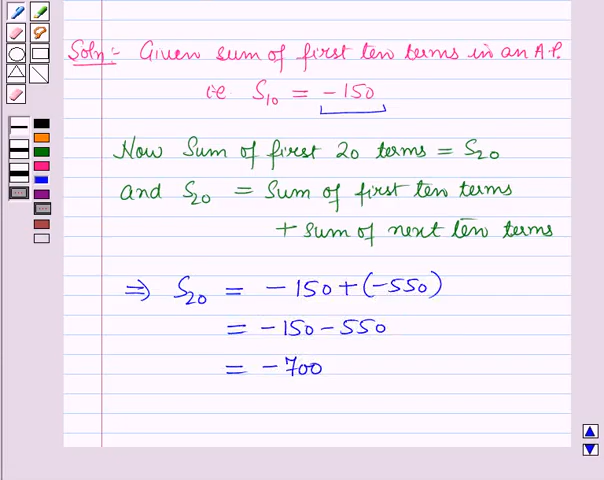 Soln:- Given sum of first ten terms in an A.P.
i.e S₁₀ = -150
Now Sum of first 20 terms = S₂₀
and S₂₀ = Sum of first ten terms
+ sum of next ten terms
⇒ S₂₀ = -150 + (-550)
= -150 - 550
= -700